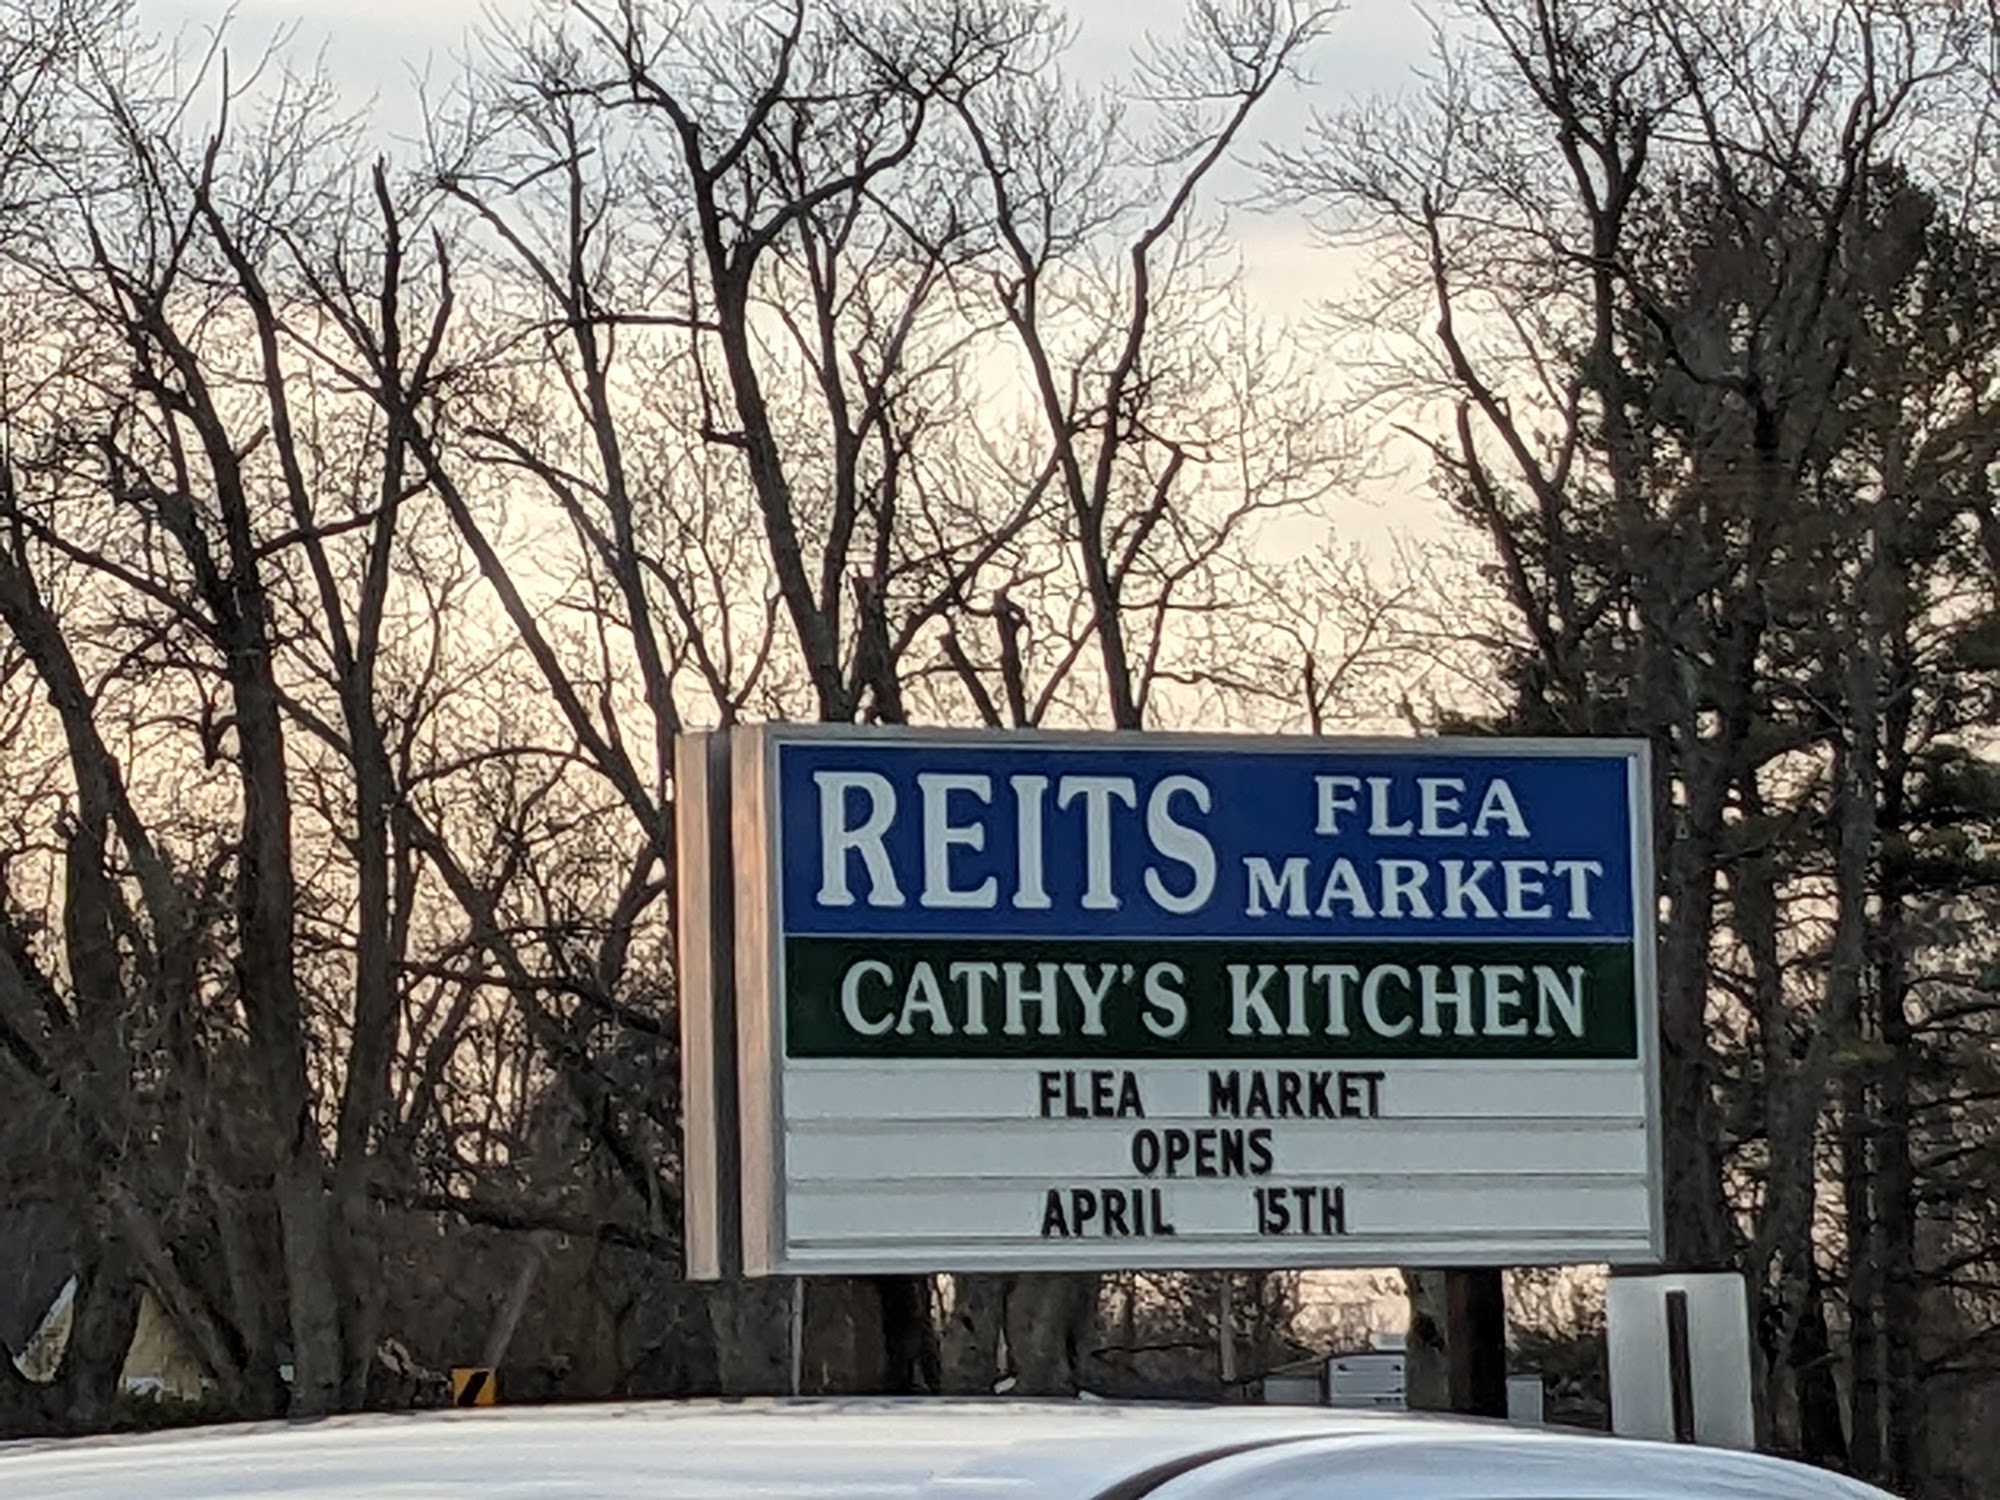 REITS FLEA
MARKET
CATHY'S KITCHEN
FLEA MARKET
OPENS
APRIL 15TH